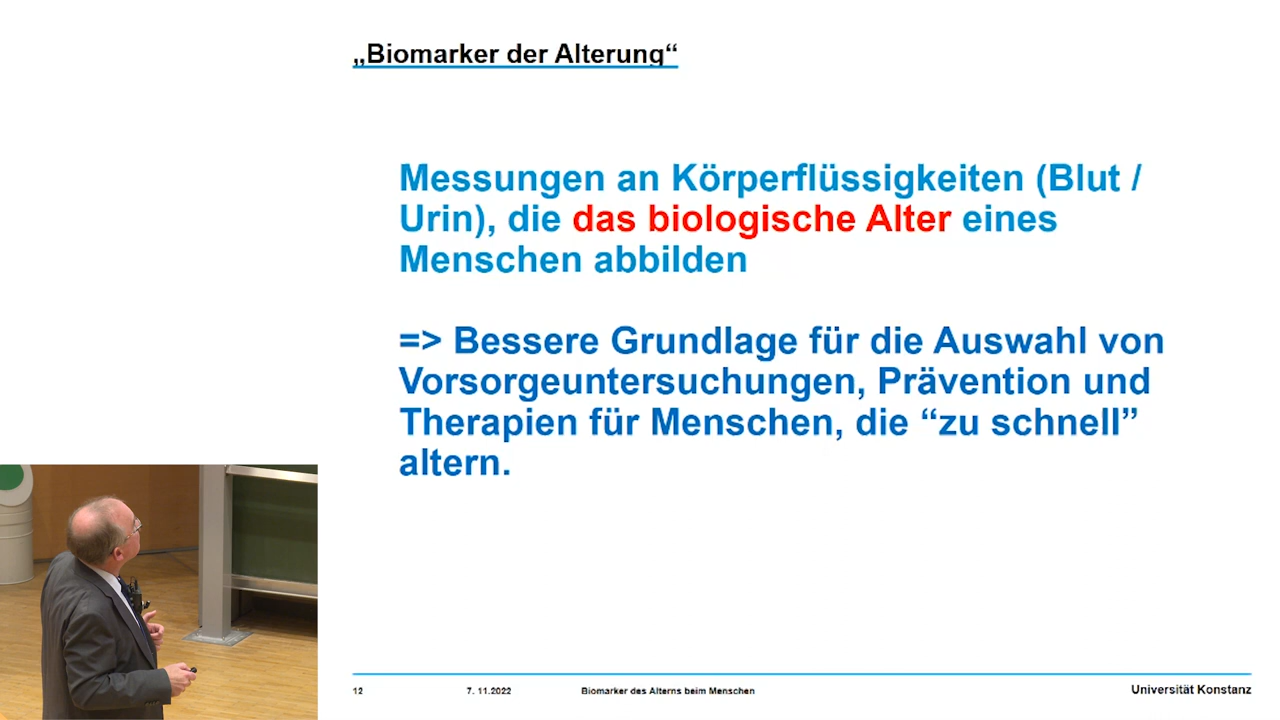 „Biomarker der Alterung“
Messungen an Körperflüssigkeiten (Blut /
Urin), die das biologische Alter eines
Menschen abbilden
=> Bessere Grundlage für die Auswahl von
Vorsorgeuntersuchungen, Prävention und
Therapien für Menschen, die “zu schnell”
altern.
12 7. 11.2022 Biomarker des Alterns beim Menschen Universität Konstanz